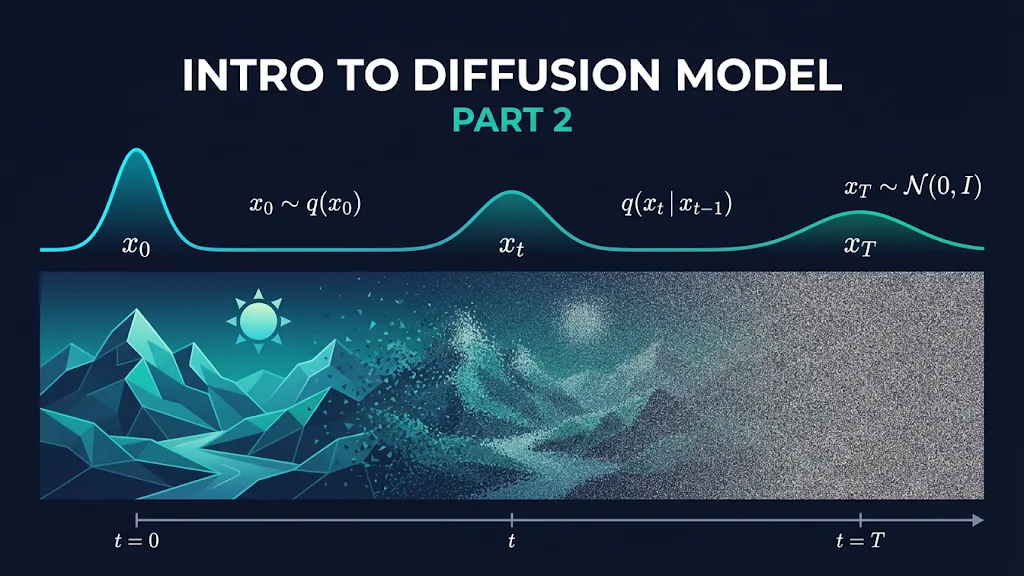 INTRO TO DIFFUSION MODEL
PART 2
x_T ∼ 𝒩(0, I)
x_0 ∼ q(x_0)
q(x_t | x_{t−1})
x_0
x_t
x_T
t = 0
t
t = T